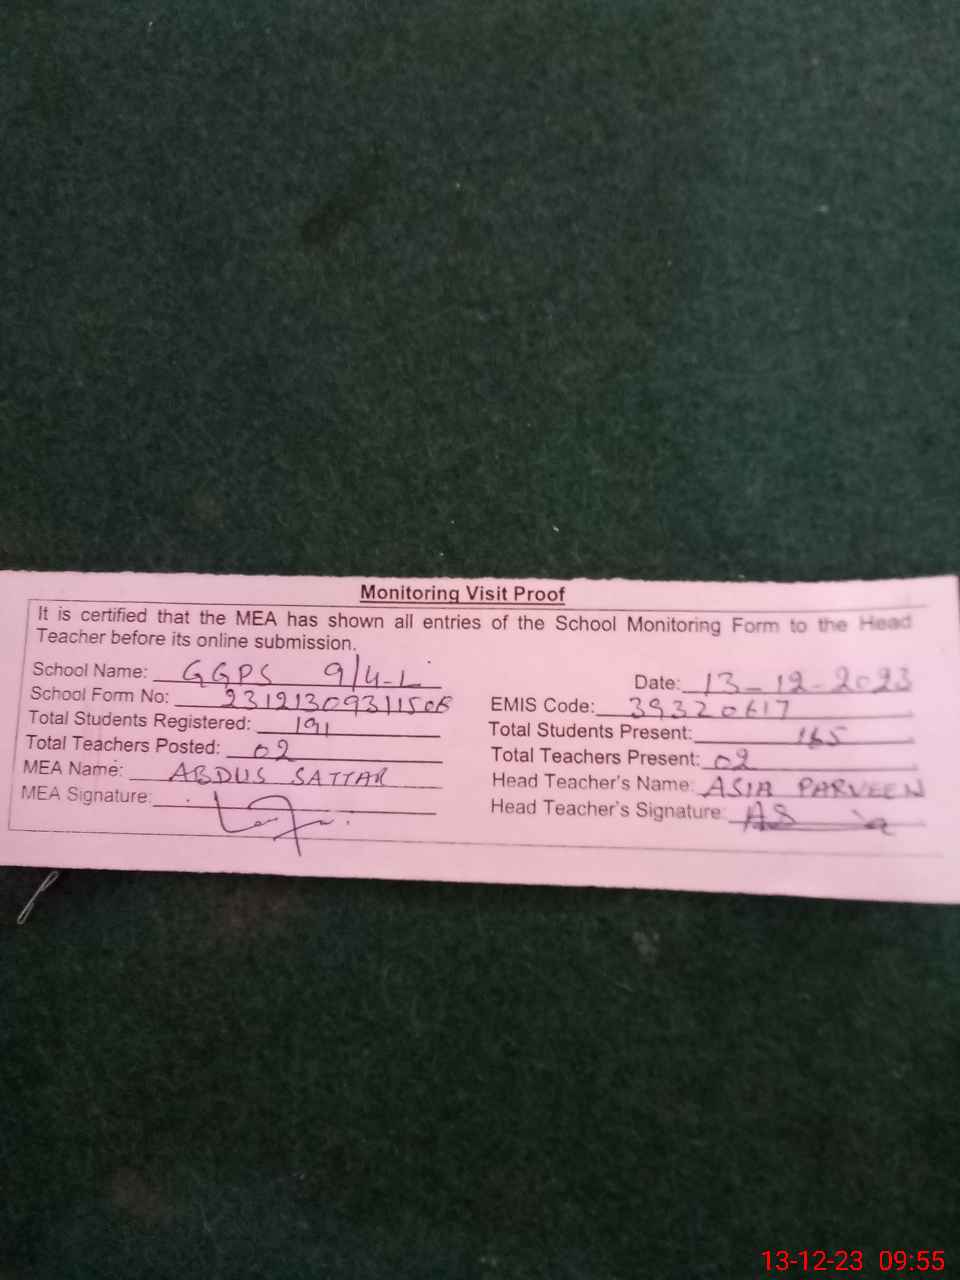 Monitoring Visit Proof
It is certified that the MEA has shown all entries of the School Monitoring Form to the Head
Teacher before its online submission.
School Name: GGPS 9/4-L
Date: 13-12-2023
School Form No:
EMIS Code: 39320617
Total Students Registered: 191
Total Students Present: 165
Total Teachers Posted: 02
Total Teachers Present: 02
MEA Name: ABDUS SATTAR
Head Teacher's Name: ASIA PARVEEN
MEA Signature:
Head Teacher's Signature:
13-12-23 09:55